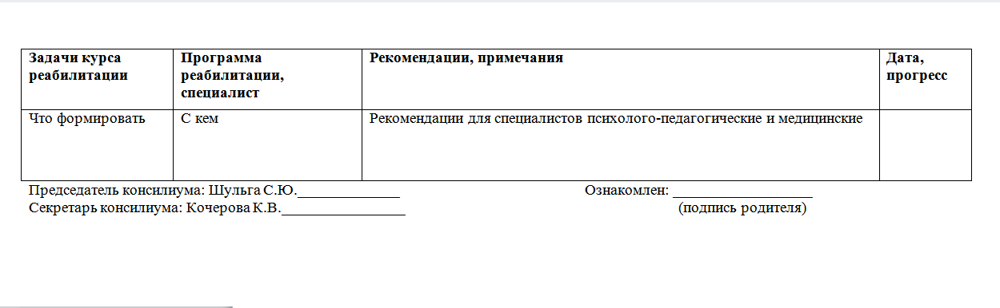 Задачи курса реабилитации
Программа реабилитации, специалист
Рекомендации, примечания
Дата, прогресс
Что формировать
С кем
Рекомендации для специалистов психолого-педагогические и медицинские
Председатель консилиума: Шульга С.Ю.______________
Ознакомлен: ___________________
Секретарь консилиума: Кочерова К.В._________________
(подпись родителя)